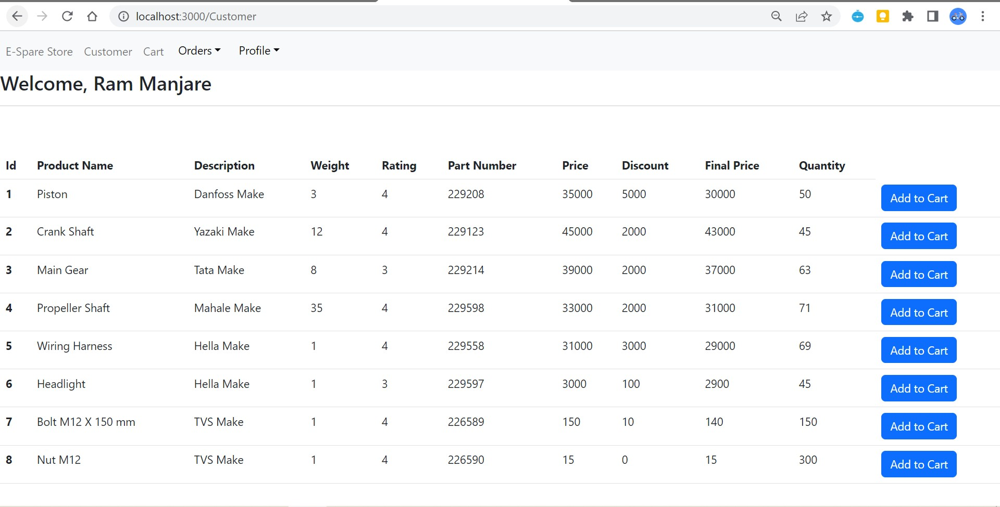 localhost:3000/Customer
E-Spare Store Customer Cart Orders Profile
Welcome, Ram Manjare
Id Product Name Description Weight Rating Part Number Price Discount Final Price Quantity
1 Piston Danfoss Make 3 4 229208 35000 5000 30000 50 Add to Cart
2 Crank Shaft Yazaki Make 12 4 229123 45000 2000 43000 45 Add to Cart
3 Main Gear Tata Make 8 3 229214 39000 2000 37000 63 Add to Cart
4 Propeller Shaft Mahale Make 35 4 229598 33000 2000 31000 71 Add to Cart
5 Wiring Harness Hella Make 1 4 229558 31000 3000 29000 69 Add to Cart
6 Headlight Hella Make 1 3 229597 3000 100 2900 45 Add to Cart
7 Bolt M12 X 150 mm TVS Make 1 4 226589 150 10 140 150 Add to Cart
8 Nut M12 TVS Make 1 4 226590 15 0 15 300 Add to Cart